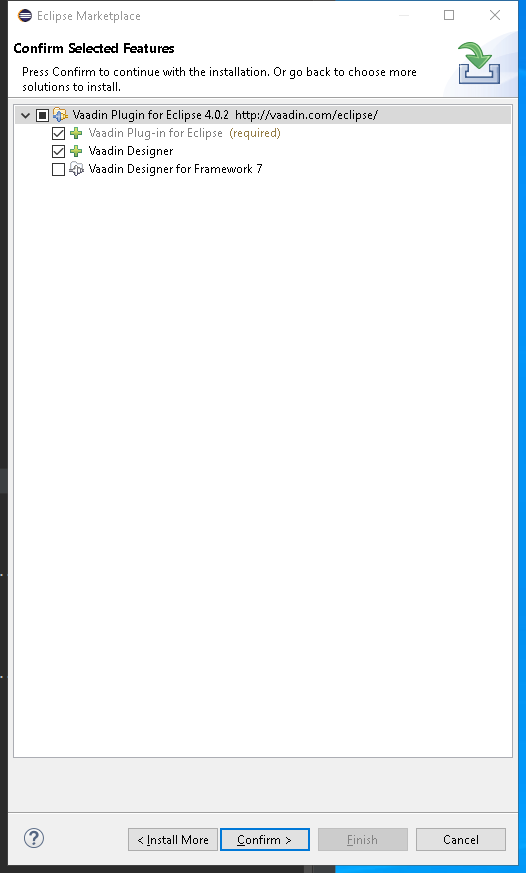 Eclipse Marketplace
Confirm Selected Features
Press Confirm to continue with the installation. Or go back to choose more
solutions to install.
Vaadin Plugin for Eclipse 4.0.2 http://vaadin.com/eclipse/
Vaadin Plug-in for Eclipse (required)
Vaadin Designer
Vaadin Designer for Framework 7
?
< Install More Confirm > Finish Cancel